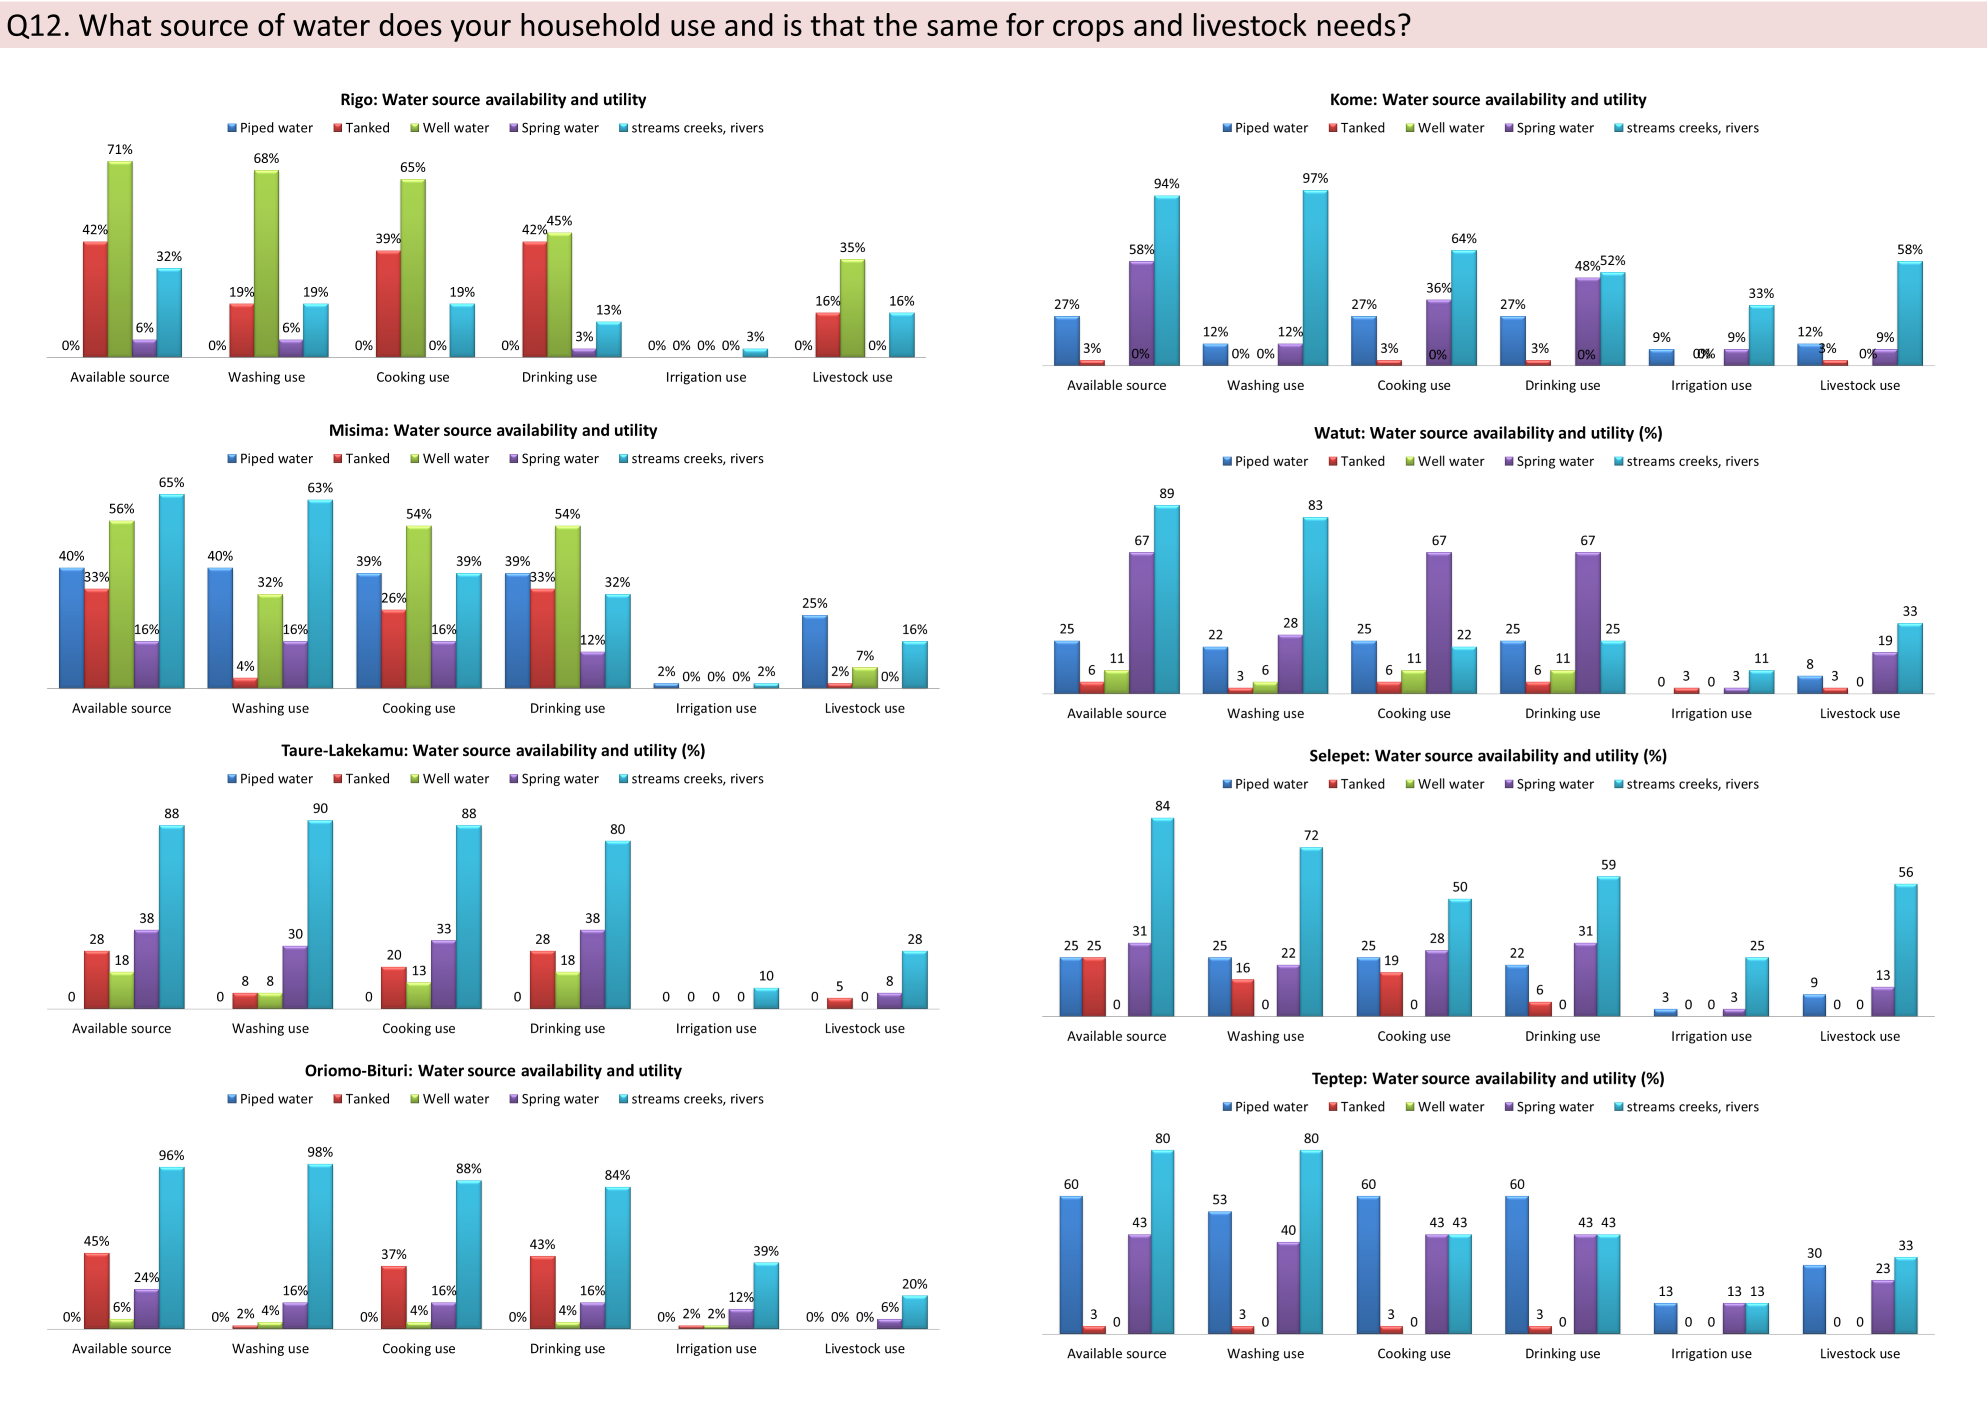 Q12. What source of water does your household use and is that the same for crops and livestock needs?
Rigo: Water source availability and utility
Piped water Tanked Well water Spring water streams creeks, rivers
0% 42% 71% 6% 32% 0% 19% 68% 6% 19% 0% 39% 65% 0% 19% 0% 42% 45% 3% 13% 0% 0% 0% 0% 3% 0% 16% 35% 0% 16%
Available source Washing use Cooking use Drinking use Irrigation use Livestock use
Kome: Water source availability and utility
Piped water Tanked Well water Spring water streams creeks, rivers
27% 3% 0% 58% 94% 12% 0% 0% 12% 97% 27% 3% 0% 36% 64% 27% 3% 0% 48% 52% 9% 0% 0% 9% 33% 12% 3% 0% 9% 58%
Available source Washing use Cooking use Drinking use Irrigation use Livestock use
Misima: Water source availability and utility
Piped water Tanked Well water Spring water streams creeks, rivers
40% 33% 56% 16% 65% 40% 4% 32% 16% 63% 39% 26% 54% 16% 39% 39% 33% 54% 12% 32% 2% 0% 0% 0% 2% 25% 2% 7% 0% 16%
Available source Washing use Cooking use Drinking use Irrigation use Livestock use
Watut: Water source availability and utility (%)
Piped water Tanked Well water Spring water streams creeks, rivers
25 6 11 67 89 22 3 6 28 83 25 6 11 67 22 25 6 11 67 25 0 3 0 3 11 8 3 0 19 33
Available source Washing use Cooking use Drinking use Irrigation use Livestock use
Taure-Lakekamu: Water source availability and utility (%)
Piped water Tanked Well water Spring water streams creeks, rivers
0 28 18 38 88 0 8 8 30 90 0 20 13 33 88 0 28 18 38 80 0 0 0 0 10 0 5 0 8 28
Available source Washing use Cooking use Drinking use Irrigation use Livestock use
Selepet: Water source availability and utility (%)
Piped water Tanked Well water Spring water streams creeks, rivers
25 25 0 31 84 25 16 0 22 72 25 19 0 28 50 22 6 0 31 59 3 0 0 3 25 9 0 0 13 56
Available source Washing use Cooking use Drinking use Irrigation use Livestock use
Oriomo-Bituri: Water source availability and utility
Piped water Tanked Well water Spring water streams creeks, rivers
0% 45% 6% 24% 96% 0% 2% 4% 16% 98% 0% 37% 4% 16% 88% 0% 43% 4% 16% 84% 0% 2% 2% 12% 39% 0% 0% 0% 6% 20%
Available source Washing use Cooking use Drinking use Irrigation use Livestock use
Teptep: Water source availability and utility (%)
Piped water Tanked Well water Spring water streams creeks, rivers
60 3 0 43 80 53 3 0 40 80 60 3 0 43 43 60 3 0 43 43 13 0 0 13 13 30 0 0 23 33
Available source Washing use Cooking use Drinking use Irrigation use Livestock use